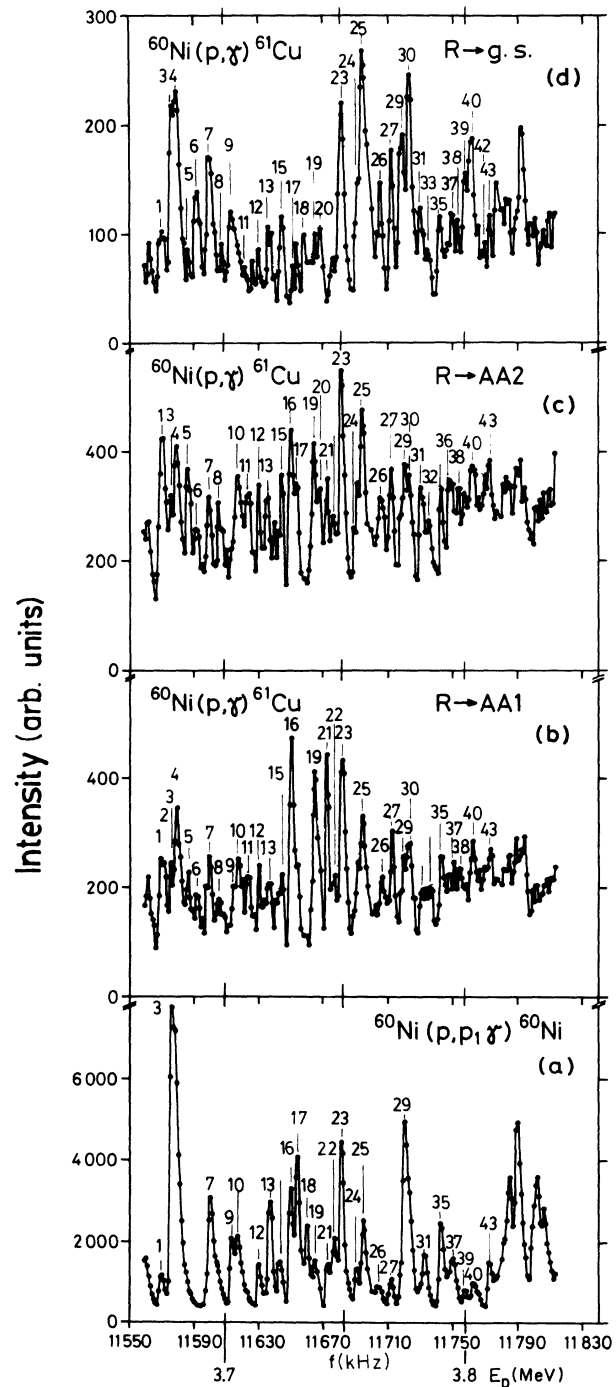 Intensity (arb. units)
300
200
100
0
⁶⁰Ni(p,γ)⁶¹Cu
R→g.s.
(d)
1 34 5 6 7 8 9 11 12 13 15 17 18 19 20 23 24 25 26 27 29 30 31 33 35 37 38 39 40 42 43
400
200
0
⁶⁰Ni(p,γ)⁶¹Cu
R→AA2
(c)
13 4 5 6 7 8 10 11 12 13 15 16 17 19 20 21 23 24 25 26 27 29 30 31 32 36 38 40 43
400
200
0
⁶⁰Ni(p,γ)⁶¹Cu
R→AA1
(b)
1 2 3 4 5 6 7 8 9 10 11 12 13 15 16 19 21 22 23 25 26 27 29 30 35 37 38 40 43
6000
4000
2000
0
⁶⁰Ni(p,p₁γ)⁶⁰Ni
(a)
1 3 7 9 10 12 13 16 17 18 19 21 22 23 24 25 26 27 29 31 35 37 39 40 43
11550 11590 11630 11670 11710 11750 11790 11830
f(kHz)
3.7 3.8 Eₚ(MeV)